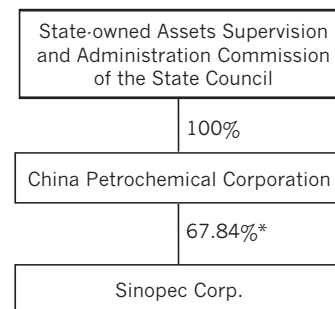 State-owned Assets Supervision
and Administration Commission
of the State Council
100%
China Petrochemical Corporation
67.84%*
Sinopec Corp.